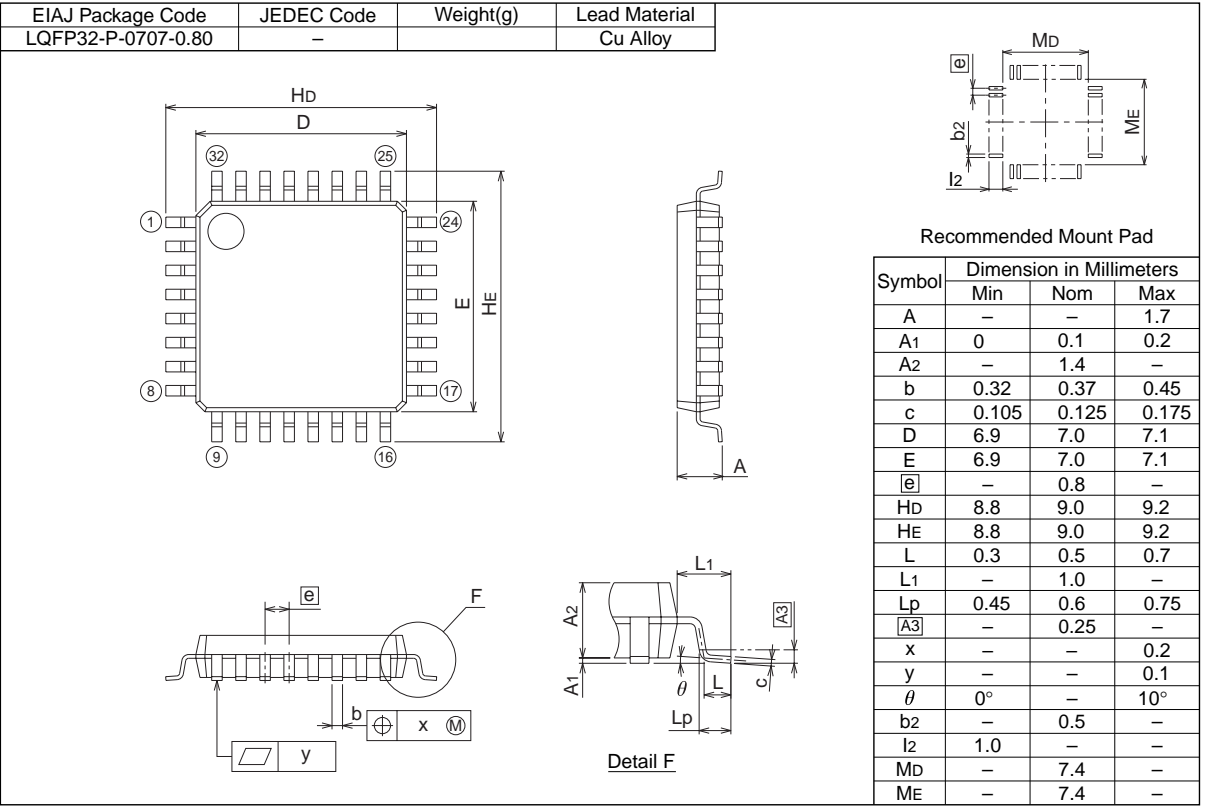 EIAJ Package Code JEDEC Code Weight(g) Lead Material
LQFP32-P-0707-0.80 – Cu Alloy
HD
D
32 25
1 24
8 17
9 16
E
HE
A
MD
e
b2
ME
I2
Recommended Mount Pad
Symbol Dimension in Millimeters
Min Nom Max
A – – 1.7
A1 0 0.1 0.2
A2 – 1.4 –
b 0.32 0.37 0.45
c 0.105 0.125 0.175
D 6.9 7.0 7.1
E 6.9 7.0 7.1
e – 0.8 –
HD 8.8 9.0 9.2
HE 8.8 9.0 9.2
L 0.3 0.5 0.7
L1 – 1.0 –
Lp 0.45 0.6 0.75
A3 – 0.25 –
x – – 0.2
y – – 0.1
θ 0° – 10°
b2 – 0.5 –
I2 1.0 – –
MD – 7.4 –
ME – 7.4 –
e
F
b
x M
y
L1
A2
A3
A1
θ
L
c
Lp
Detail F